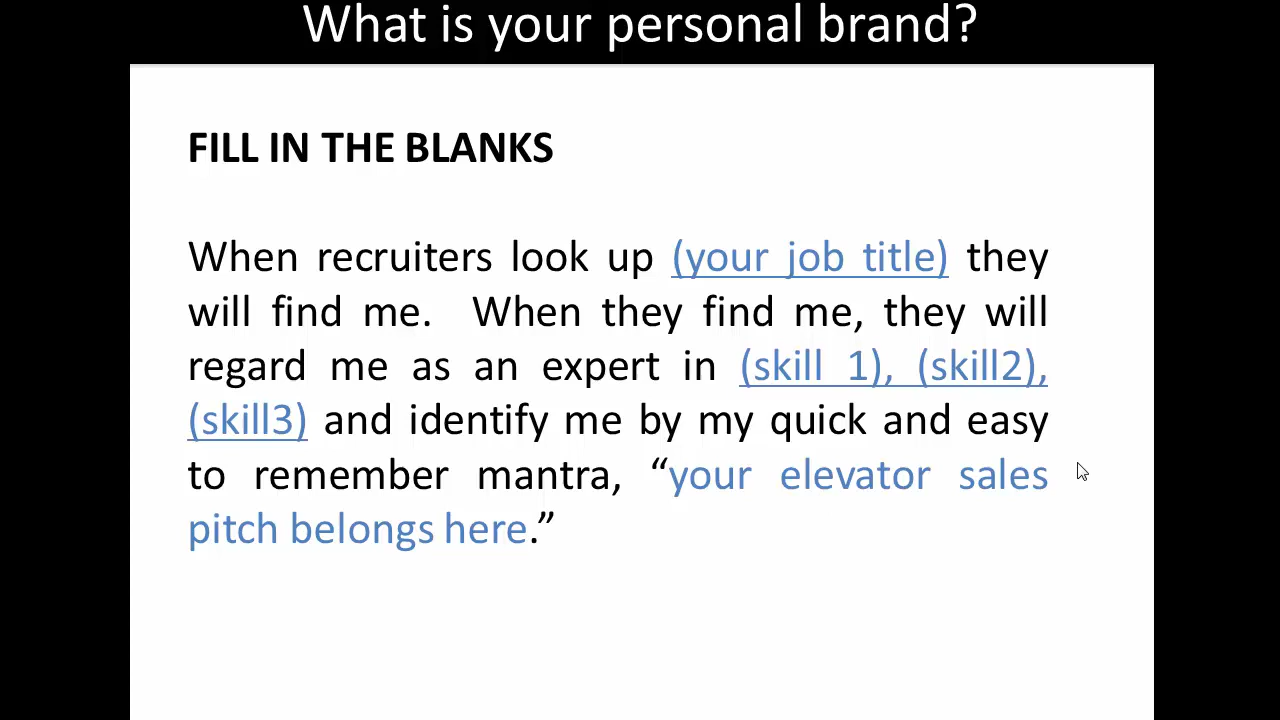 What is your personal brand?
FILL IN THE BLANKS
When recruiters look up (your job title) they
will find me. When they find me, they will
regard me as an expert in (skill 1), (skill2),
(skill3) and identify me by my quick and easy
to remember mantra, “your elevator sales
pitch belongs here.”